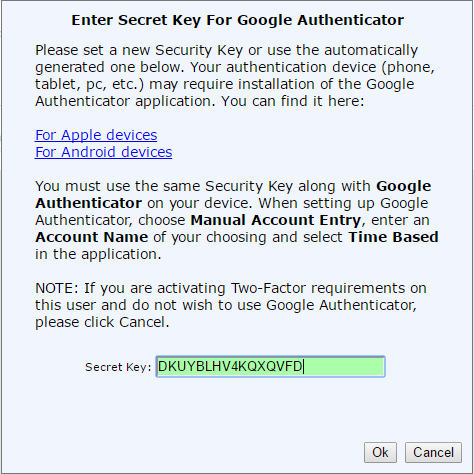 Enter Secret Key For Google Authenticator
Please set a new Security Key or use the automatically
generated one below. Your authentication device (phone,
tablet, pc, etc.) may require installation of the Google
Authenticator application. You can find it here:
For Apple devices
For Android devices
You must use the same Security Key along with Google
Authenticator on your device. When setting up Google
Authenticator, choose Manual Account Entry, enter an
Account Name of your choosing and select Time Based
in the application.
NOTE: If you are activating Two-Factor requirements on
this user and do not wish to use Google Authenticator,
please click Cancel.
Secret Key: DKUYBLHV4KQXQVFD
Ok Cancel